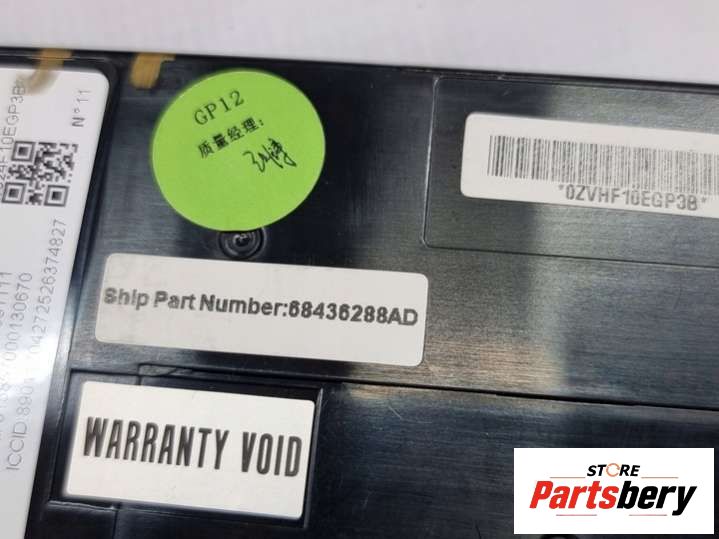 GP12
质量经理:
N°11
*0ZVHF10EGP3B*
Ship Part Number:68436288AD
WARRANTY VOID
STORE
Partsbery